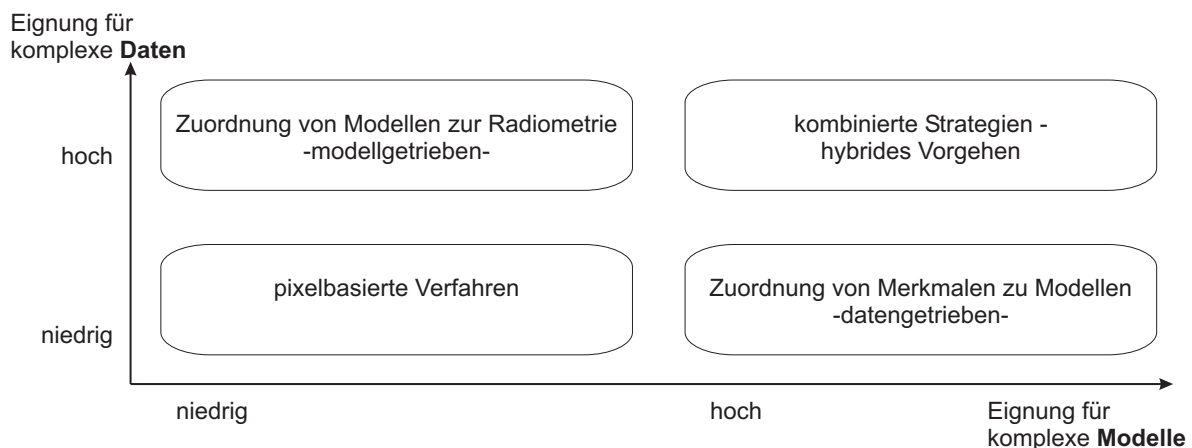 Eignung für
komplexe Daten
hoch
Zuordnung von Modellen zur Radiometrie
-modellgetrieben-
kombinierte Strategien -
hybrides Vorgehen
niedrig
pixelbasierte Verfahren
Zuordnung von Merkmalen zu Modellen
-datengetrieben-
niedrig
hoch
Eignung für
komplexe Modelle